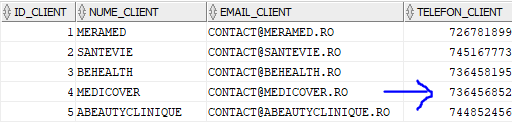 ID_CLIENT NUME_CLIENT EMAIL_CLIENT TELEFON_CLIENT
1 MERAMED CONTACT@MERAMED.RO 726781899
2 SANTEVIE CONTACT@SANTEVIE.RO 745167773
3 BEHEALTH CONTACT@BEHEALTH.RO 736458195
4 MEDICOVER CONTACT@MEDICOVER.RO 736456852
5 ABEAUTYCLINIQUE CONTACT@ABEAUTYCLINIQUE.RO 744852456